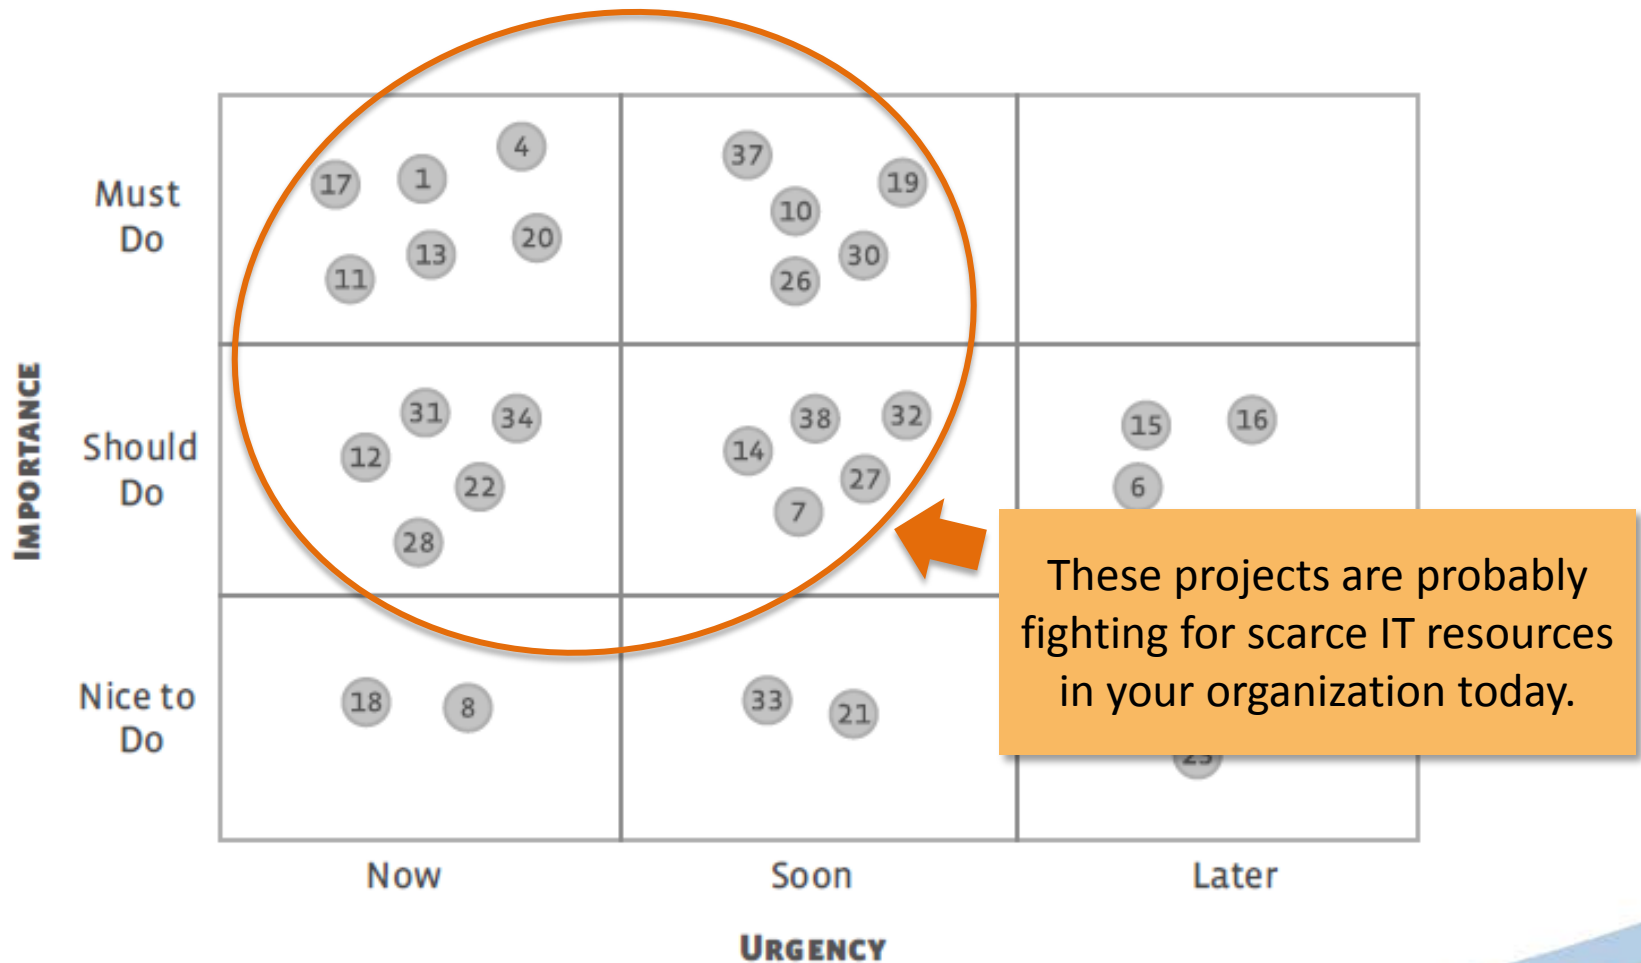 4
37
17
1
19
10
20
13
30
11
26
Must
Do
31
34
38
32
15
16
12
14
22
27
6
7
28
Should
Do
These projects are probably
fighting for scarce IT resources
in your organization today.
18
8
33
21
Nice to
Do
IMPORTANCE
Now
Soon
Later
URGENCY